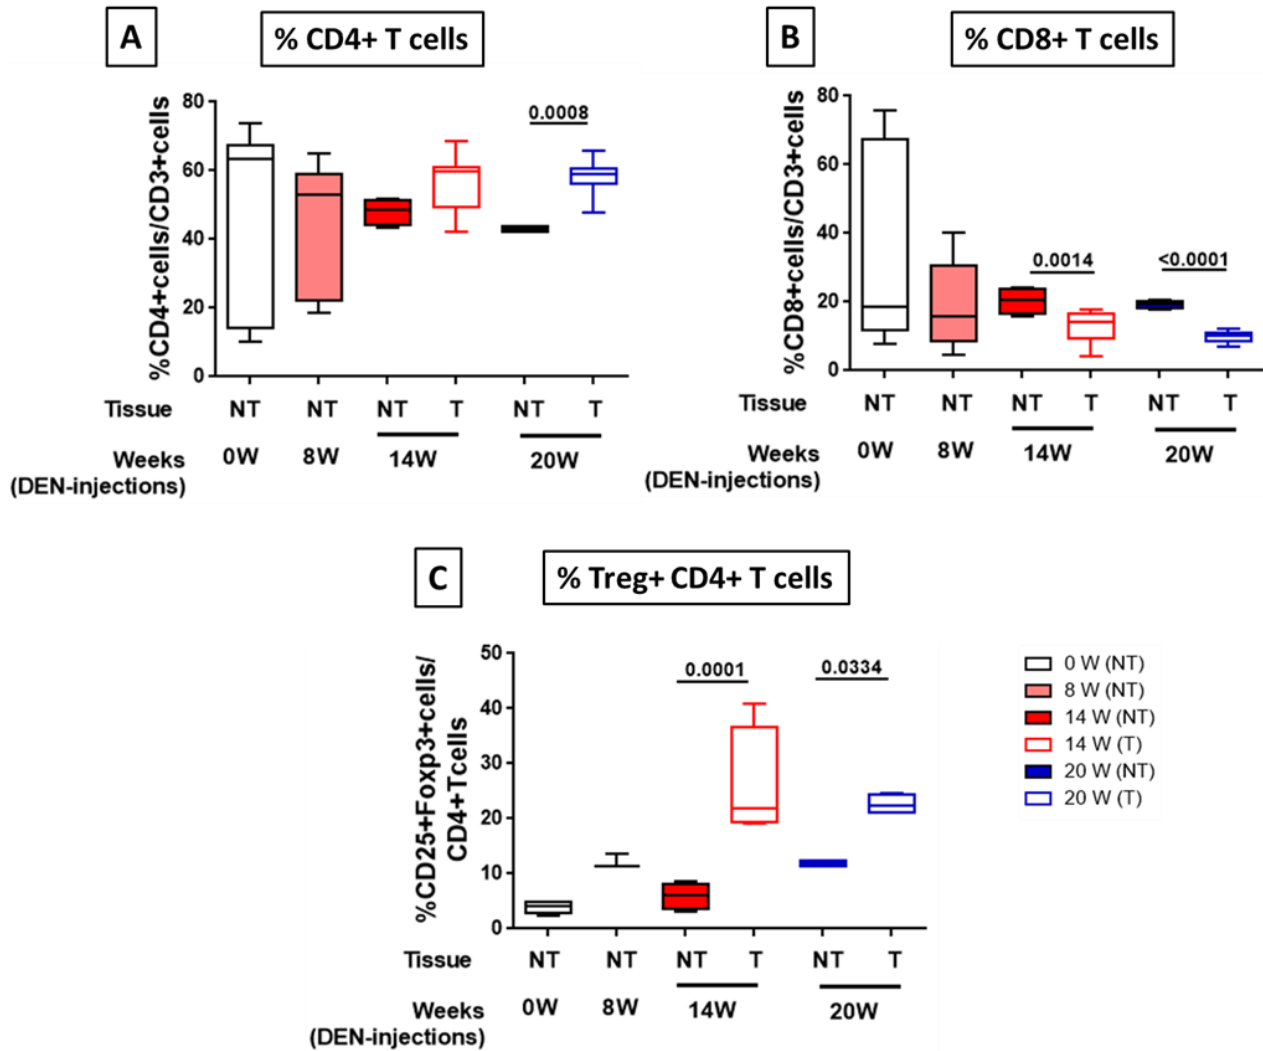 A
% CD4+ T cells
%CD4+cells/CD3+cells
80
60
40
20
0
0.0008
Tissue NT NT NT T NT T
Weeks 0W 8W 14W 20W
(DEN-injections)
B
% CD8+ T cells
%CD8+cells/CD3+cells
80
60
40
20
0
0.0014
<0.0001
Tissue NT NT NT T NT T
Weeks 0W 8W 14W 20W
(DEN-injections)
C
% Treg+ CD4+ T cells
%CD25+Foxp3+cells/
CD4+Tcells
50
40
30
20
10
0
0.0001
0.0334
Tissue NT NT NT T NT T
Weeks 0W 8W 14W 20W
(DEN-injections)
0 W (NT)
8 W (NT)
14 W (NT)
14 W (T)
20 W (NT)
20 W (T)